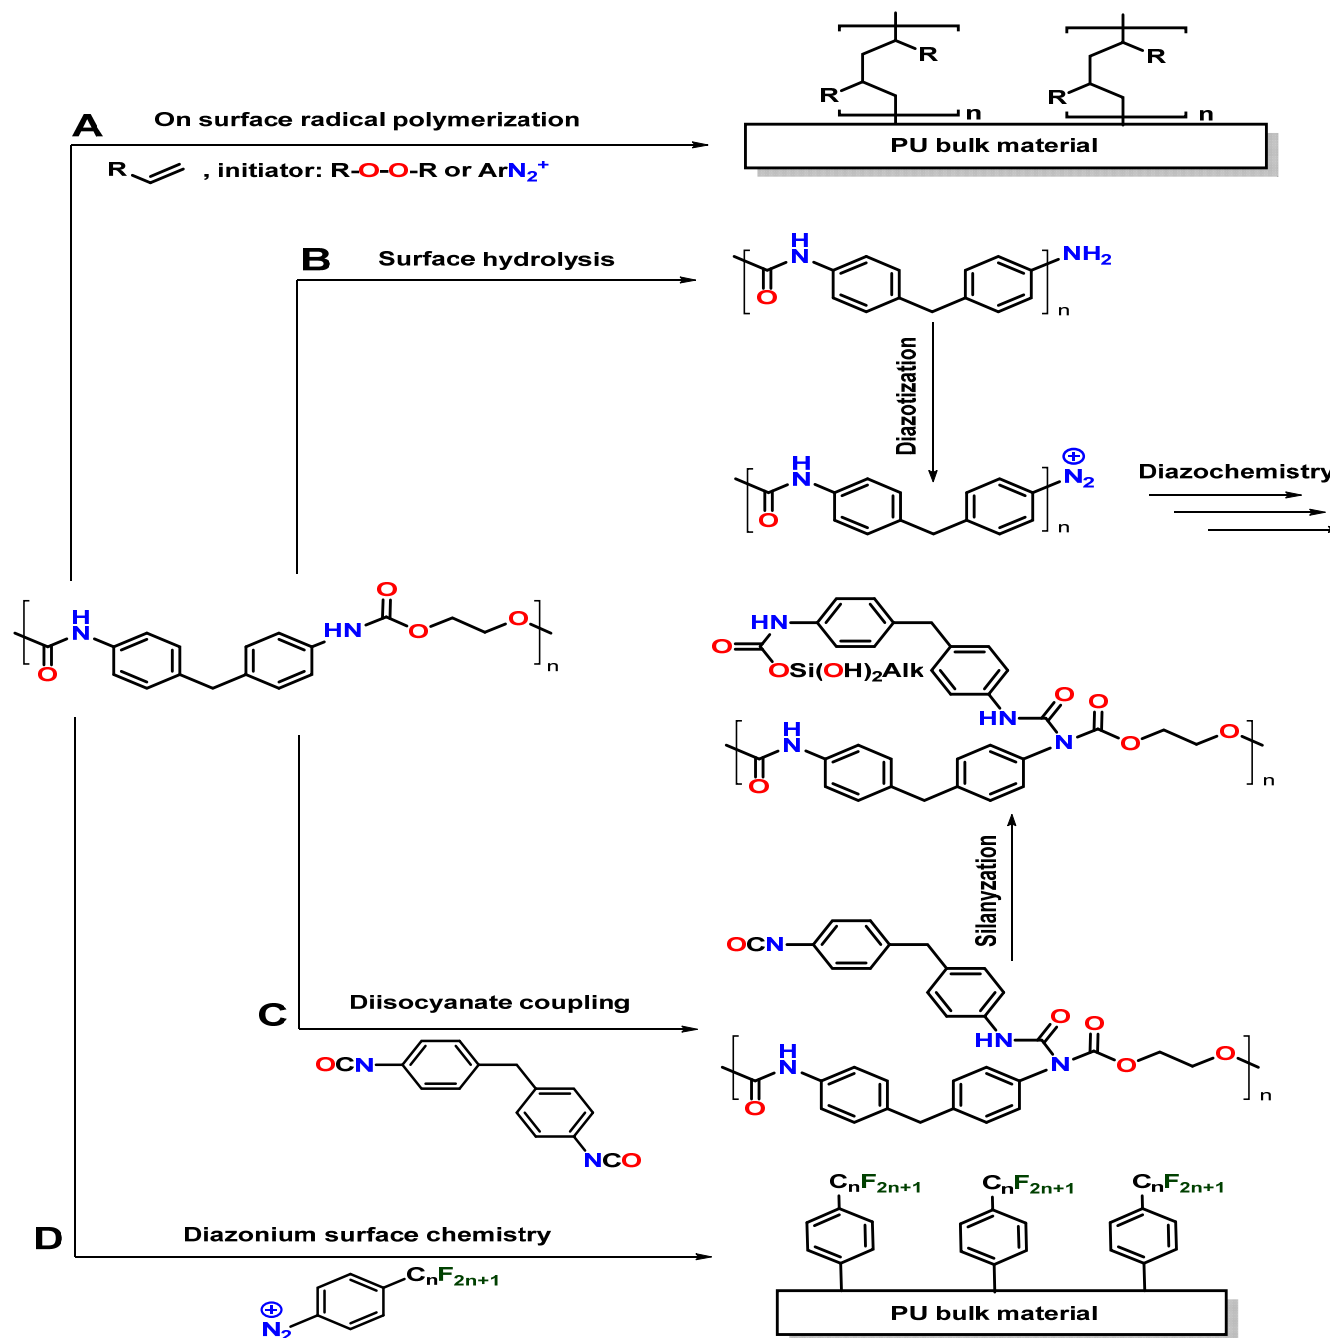 R
R
n
R
R
n
PU bulk material
A
On surface radical polymerization
R , initiator: R-O-O-R or ArN₂⁺
B
Surface hydrolysis
H
N
O
NH₂
n
Diazotization
H
N
O
⊕
N₂
n
Diazochemistry
H
N
O
HN
O
O
O
n
HN
O
OSi(OH)₂Alk
HN
O
O
H
N
O
N
O
O
n
Silanyzation
OCN
HN
O
O
H
N
O
N
O
O
n
C
Diisocyanate coupling
OCN
NCO
D
Diazonium surface chemistry
CₙF₂ₙ₊₁
⊕
N₂
CₙF₂ₙ₊₁ CₙF₂ₙ₊₁ CₙF₂ₙ₊₁
PU bulk material